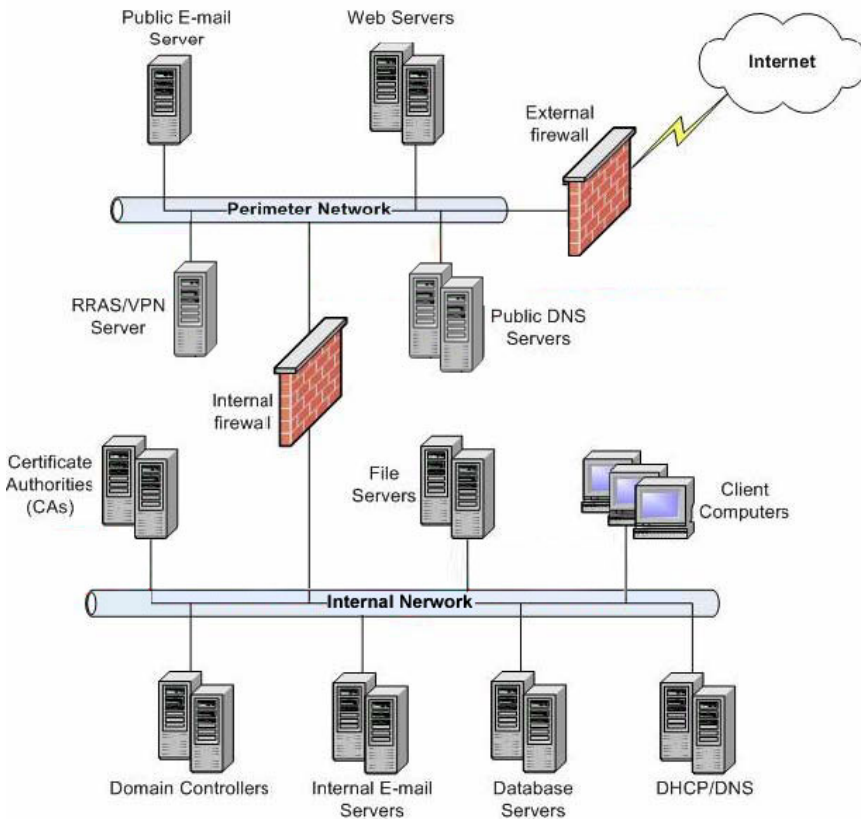 Public E-mail
Server
Web Servers
Internet
External
firewall
Perimeter Network
RRAS/VPN
Server
Public DNS
Servers
Internal
firewall
Certificate
Authorities
(CAs)
File
Servers
Client
Computers
Internal Nerwork
Domain Controllers
Internal E-mail
Servers
Database
Servers
DHCP/DNS